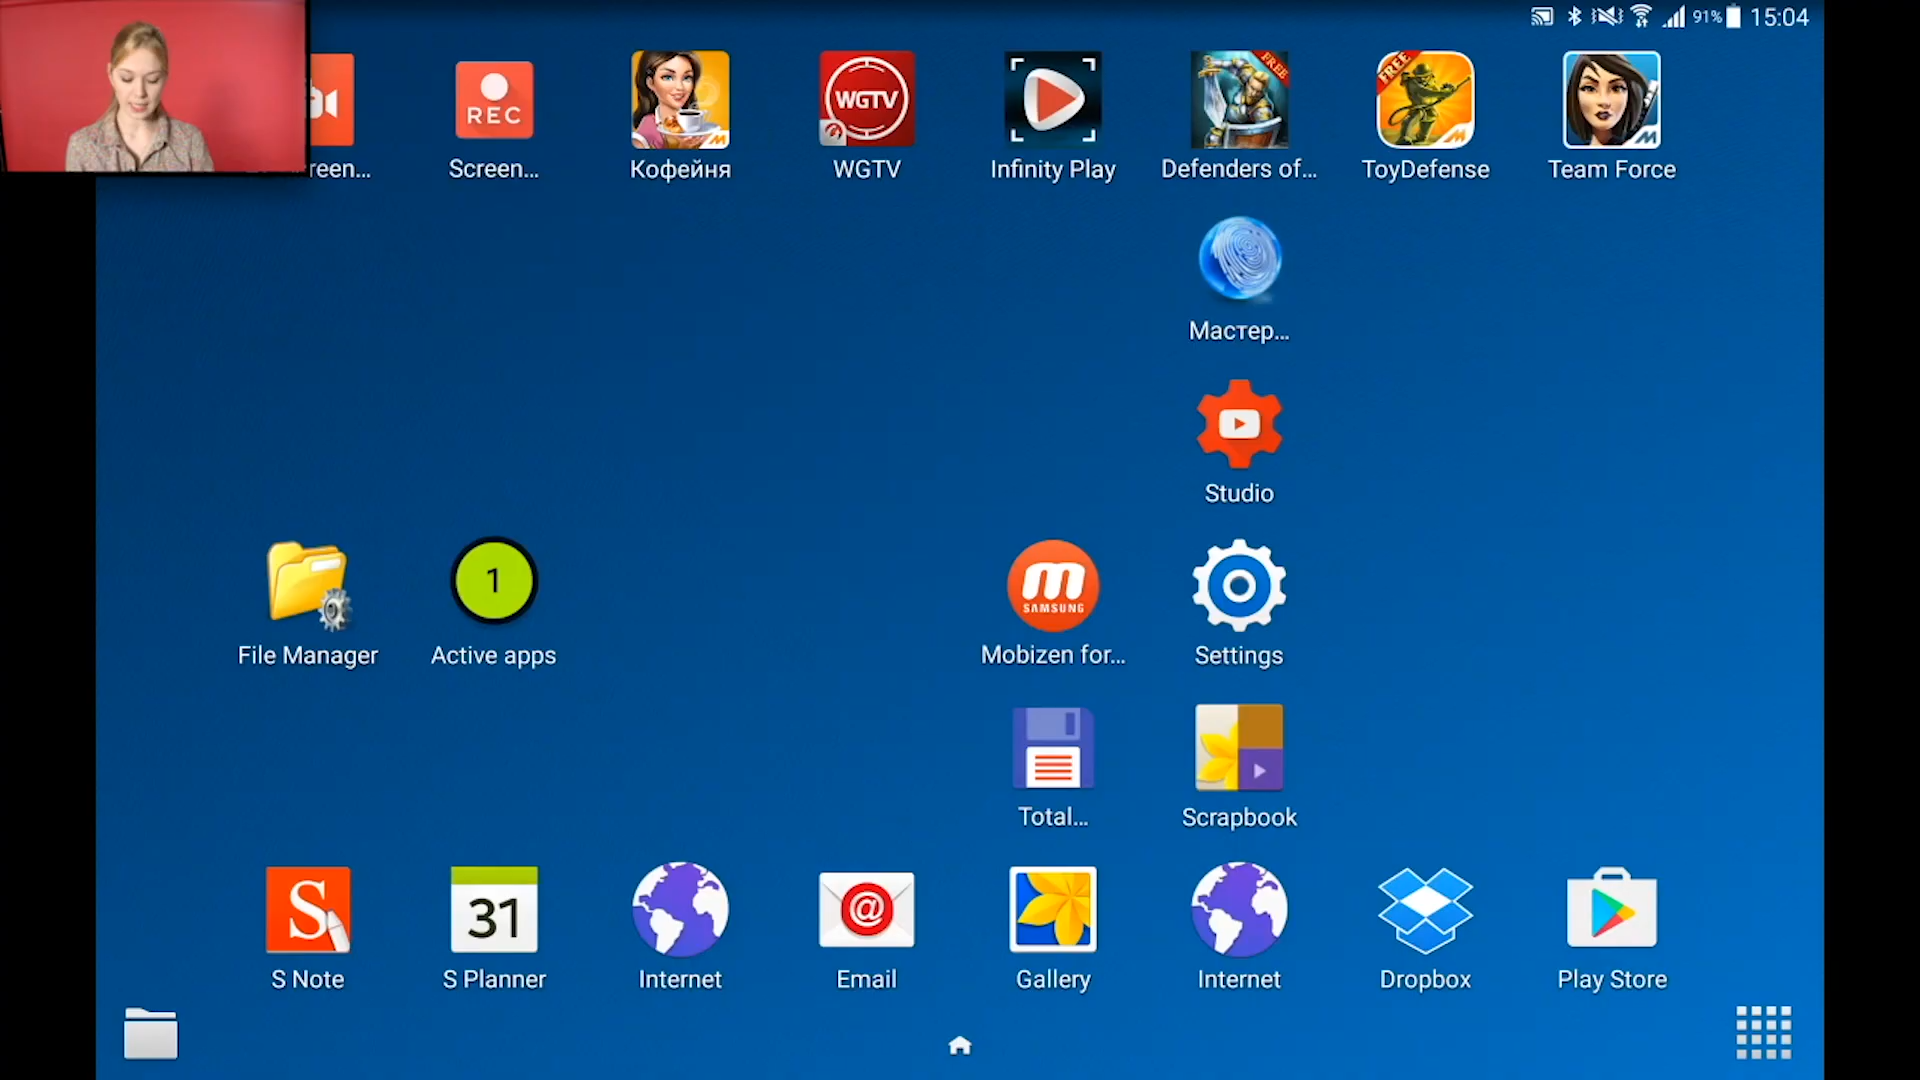 91% 15:04
REC
WGTV
FREE
FREE
reen...
Screen...
Кофейня
WGTV
Infinity Play
Defenders of...
ToyDefense
Team Force
Мастер...
Studio
1
m
SAMSUNG
File Manager
Active apps
Mobizen for...
Settings
Total...
Scrapbook
S
31
@
S Note
S Planner
Internet
Email
Gallery
Internet
Dropbox
Play Store